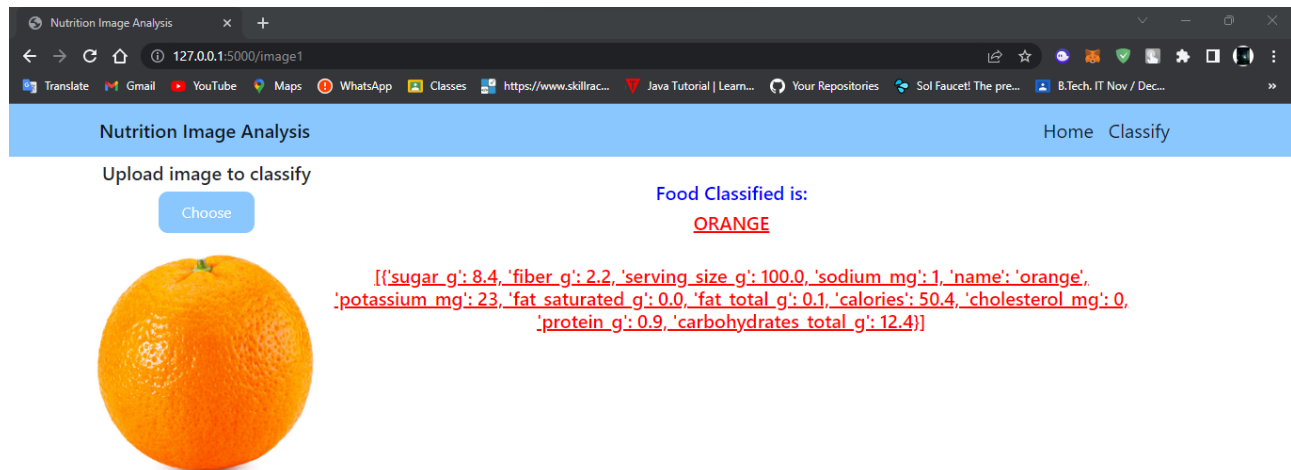 Nutrition Image Analysis
127.0.0.1:5000/image1
Translate Gmail YouTube Maps WhatsApp Classes https://www.skillrac... Java Tutorial | Learn... Your Repositories Sol Faucet! The pre... B.Tech. IT Nov / Dec... »
Nutrition Image Analysis Home Classify
Upload image to classify
Choose
Food Classified is:
ORANGE
[{'sugar_g': 8.4, 'fiber_g': 2.2, 'serving_size_g': 100.0, 'sodium_mg': 1, 'name': 'orange',
'potassium_mg': 23, 'fat_saturated_g': 0.0, 'fat_total_g': 0.1, 'calories': 50.4, 'cholesterol_mg': 0,
'protein_g': 0.9, 'carbohydrates_total_g': 12.4}]